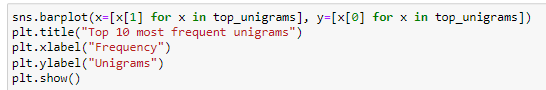 sns.barplot(x=[x[1] for x in top_unigrams], y=[x[0] for x in top_unigrams])
plt.title("Top 10 most frequent unigrams")
plt.xlabel("Frequency")
plt.ylabel("Unigrams")
plt.show()